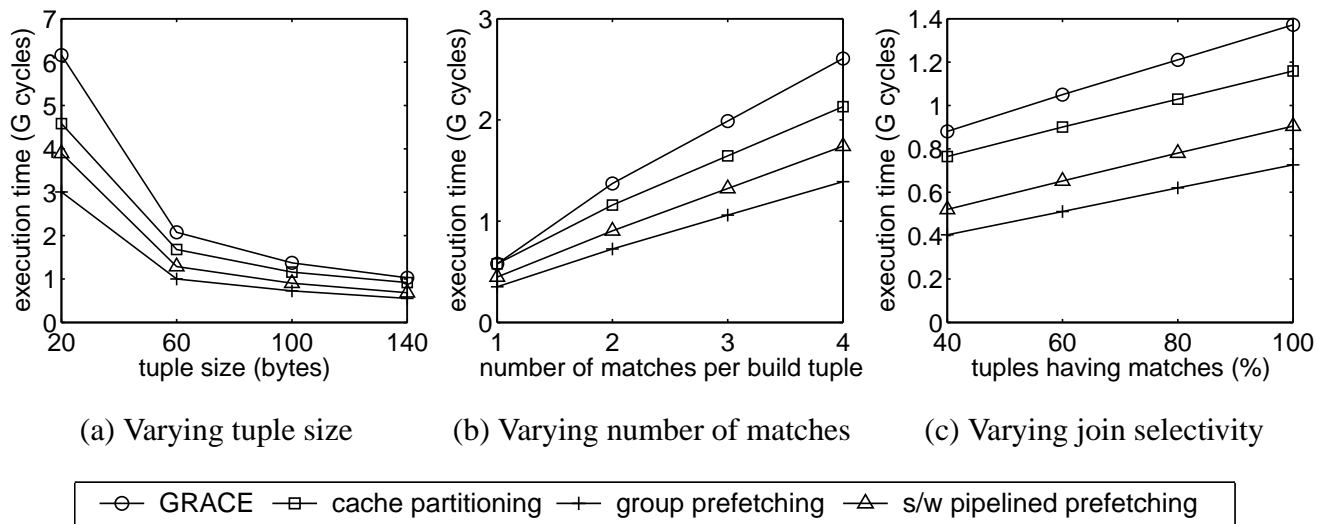 execution time (G cycles)
7
6
5
4
3
2
1
0
20 60 100 140
tuple size (bytes)
(a) Varying tuple size
execution time (G cycles)
3
2
1
0
1 2 3 4
number of matches per build tuple
(b) Varying number of matches
execution time (G cycles)
1.4
1.2
1
0.8
0.6
0.4
0.2
0
40 60 80 100
tuples having matches (%)
(c) Varying join selectivity
GRACE cache partitioning group prefetching s/w pipelined prefetching